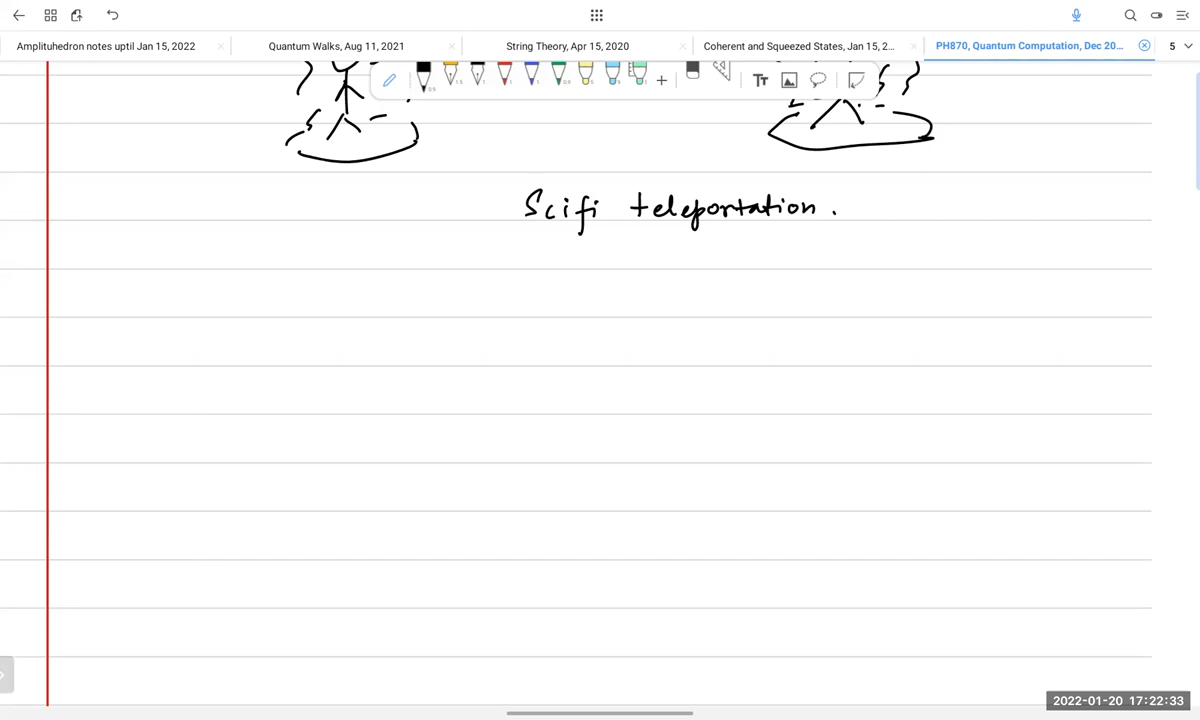 Amplituhedron notes uptil Jan 15, 2022
Quantum Walks, Aug 11, 2021
String Theory, Apr 15, 2020
Coherent and Squeezed States, Jan 15, 2...
PH870, Quantum Computation, Dec 20...
5
Tт
Scifi teleportation.
2022-01-20 17:22:33